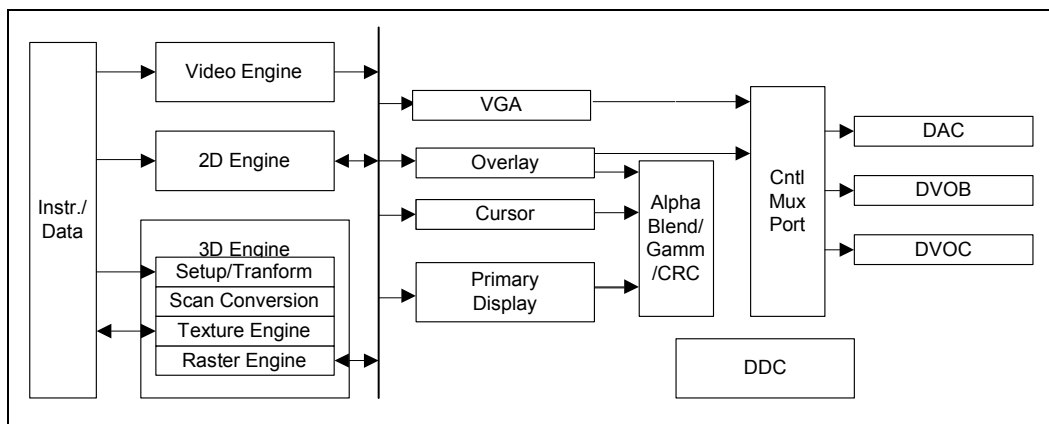 Instr./
Data
Video Engine
2D Engine
3D Engine
Setup/Tranform
Scan Conversion
Texture Engine
Raster Engine
VGA
Overlay
Cursor
Primary
Display
Alpha
Blend/
Gamm
/CRC
Cntl
Mux
Port
DAC
DVOB
DVOC
DDC